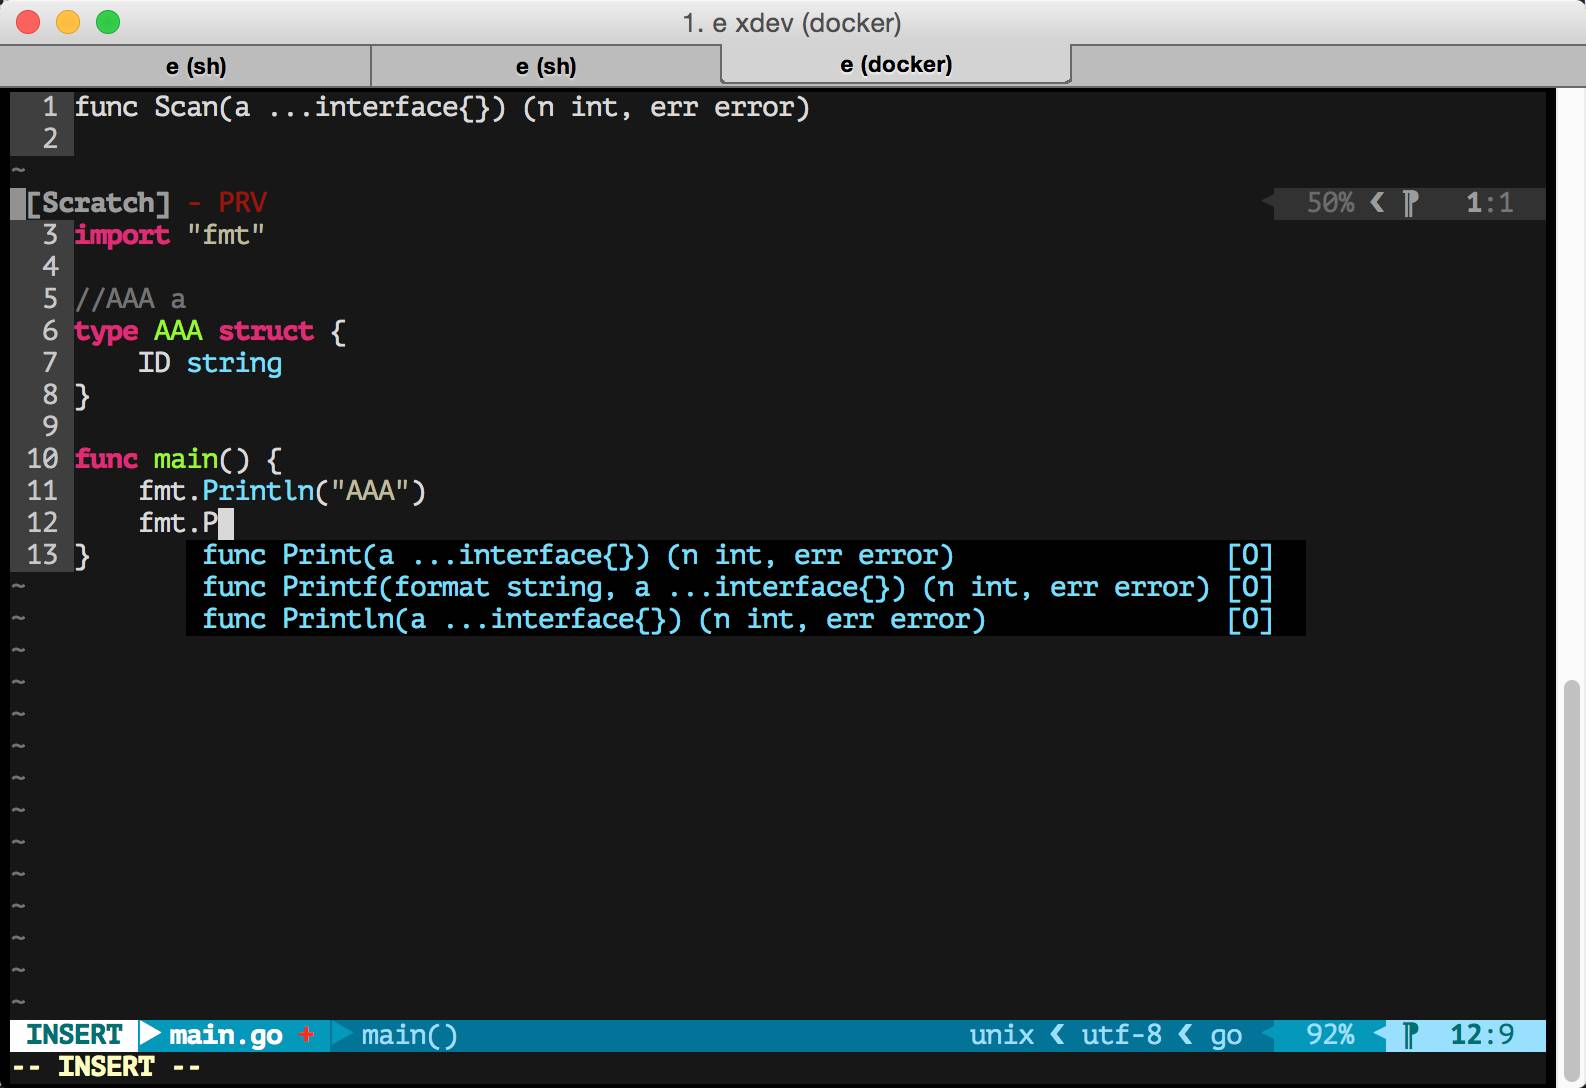 1. e xdev (docker)
e (sh) e (sh) e (docker)
1 func Scan(a ...interface{}) (n int, err error)
2
~
[Scratch] - PRV 50% ❮ ¶ 1:1
3 import "fmt"
4
5 //AAA a
6 type AAA struct {
7     ID string
8 }
9
10 func main() {
11     fmt.Println("AAA")
12     fmt.P
func Print(a ...interface{}) (n int, err error) [O]
13 }
~ func Printf(format string, a ...interface{}) (n int, err error) [O]
~ func Println(a ...interface{}) (n int, err error) [O]
~
~
~
~
~
~
~
~
~
~
~
~
INSERT main.go + main() unix ❮ utf-8 ❮ go 92% ¶ 12:9
-- INSERT --